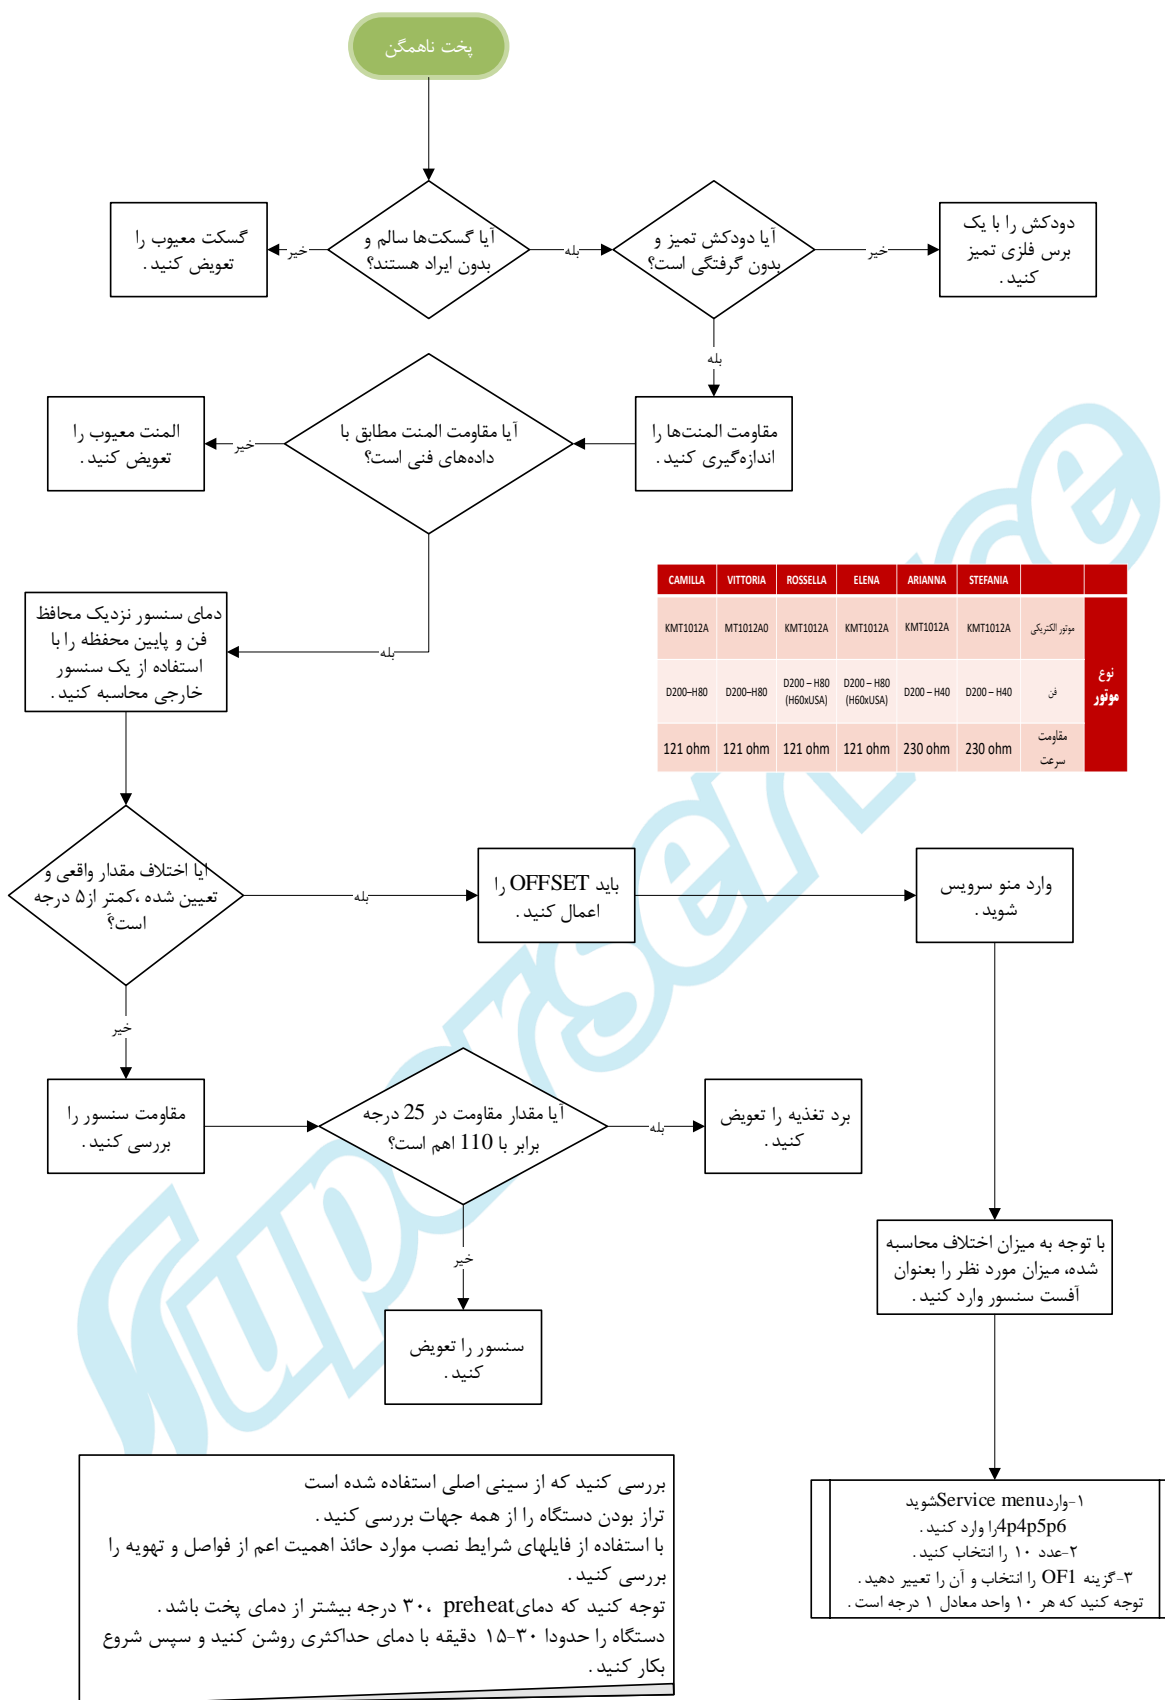 پخت ناهمگن
آیا گسکت‌ها سالم و
بدون ایراد هستند؟
خیر
گسکت معیوب را
تعویض کنید.
بله
آیا دودکش تمیز و
بدون گرفتگی است؟
خیر
دودکش را با یک
برس فلزی تمیز
کنید.
بله
مقاومت المنت‌ها را
اندازه‌گیری کنید.
آیا مقاومت المنت مطابق با
داده‌های فنی است؟
خیر
المنت معیوب را
تعویض کنید.
بله
CAMILLA VITTORIA ROSSELLA ELENA ARIANNA STEFANIA
KMT1012A MT1012A0 KMT1012A KMT1012A KMT1012A KMT1012A موتور الکتریکی
D200–H80 D200–H80 D200 – H80 (H60xUSA) D200 – H80 (H60xUSA) D200 – H40 D200 – H40 فن
121 ohm 121 ohm 121 ohm 121 ohm 230 ohm 230 ohm مقاومت سرعت
نوع
موتور
دمای سنسور نزدیک محافظ
فن و پایین محفظه را با
استفاده از یک سنسور
خارجی محاسبه کنید.
ایا اختلاف مقدار واقعی و
تعیین شده ،کمتر از۵ درجه
است؟َ
بله
باید OFFSET را
اعمال کنید.
وارد منو سرویس
شوید.
خیر
مقاومت سنسور را
بررسی کنید.
آیا مقدار مقاومت در 25 درجه
برابر با 110 اهم است؟
بله
برد تغذیه را تعویض
کنید.
خیر
سنسور را تعویض
کنید.
با توجه به میزان اختلاف محاسبه
شده، میزان مورد نظر را بعنوان
آفست سنسور وارد کنید.
۱-واردService menuشوید
4p4p5p6را وارد کنید.
۲-عدد ۱۰ را انتخاب کنید.
۳-گزینه OF1 را انتخاب و آن را تعییر دهید.
توجه کنید که هر ۱۰ واحد معادل ۱ درجه است.
بررسی کنید که از سینی اصلی استفاده شده است
تراز بودن دستگاه را از همه جهات بررسی کنید.
با استفاده از فایلهای شرایط نصب موارد حائذ اهمیت اعم از فواصل و تهویه را
بررسی کنید.
توجه کنید که دمایpreheat ،۳۰ درجه بیشتر از دمای پخت باشد.
دستگاه را حدودا ۳۰-۱۵ دقیقه با دمای حداکثری روشن کنید و سپس شروع
بکار کنید.